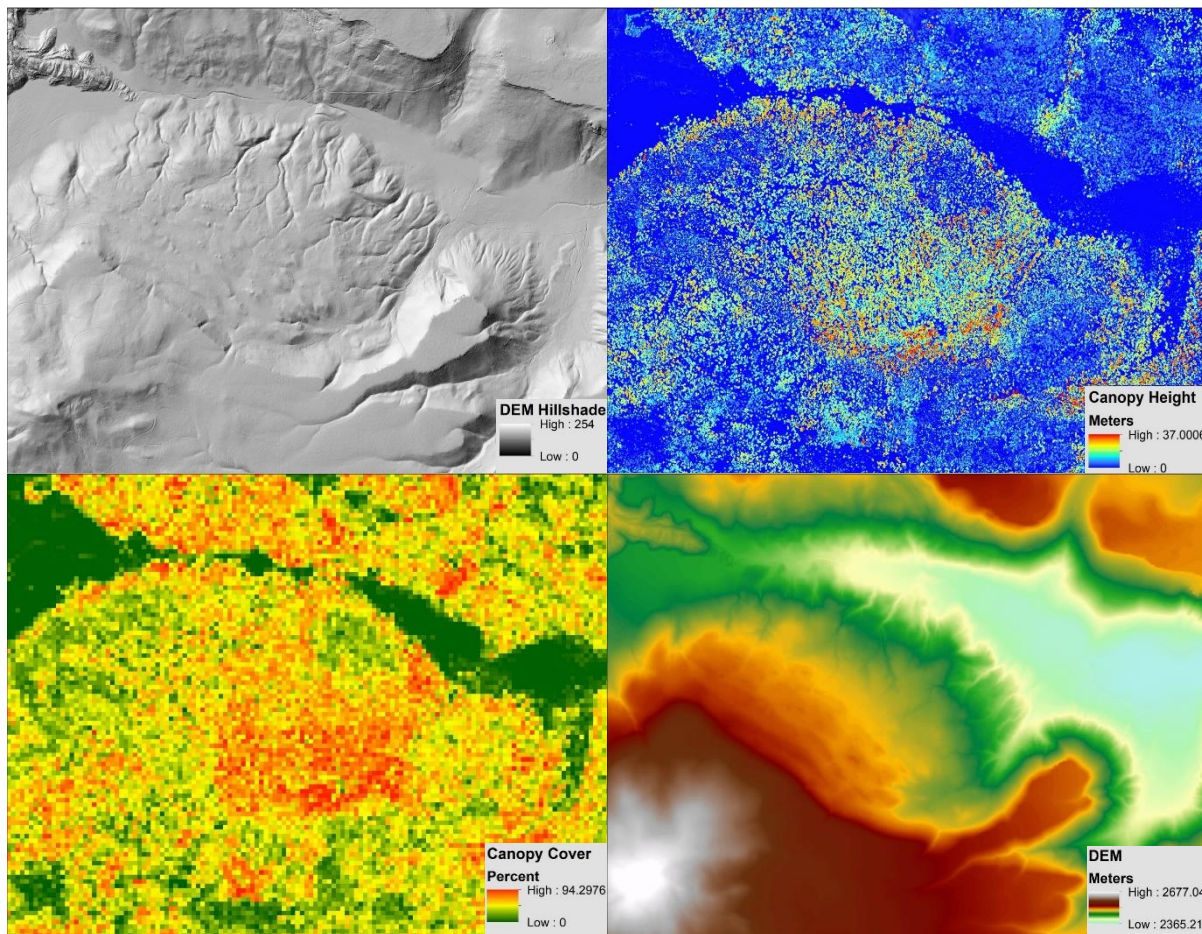 DEM Hillshade
High : 254
Low : 0
Canopy Height
Meters
High : 37.0006
Low : 0
Canopy Cover
Percent
High : 94.2976
Low : 0
DEM
Meters
High : 2677.04
Low : 2365.21